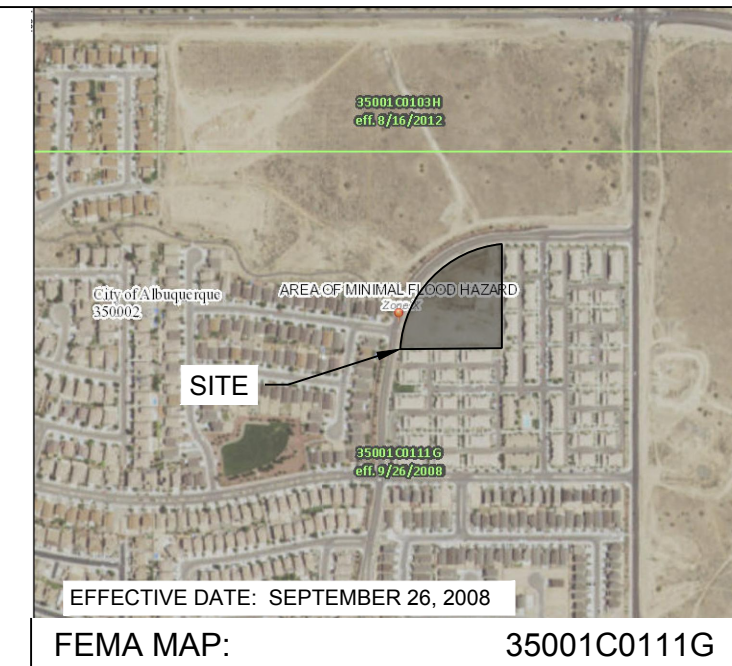 35001C0103H
eff. 8/16/2012
City of Albuquerque
350002
AREA OF MINIMAL FLOOD HAZARD
Zone X
SITE
35001C0111G
eff. 9/26/2008
EFFECTIVE DATE: SEPTEMBER 26, 2008
FEMA MAP: 35001C0111G